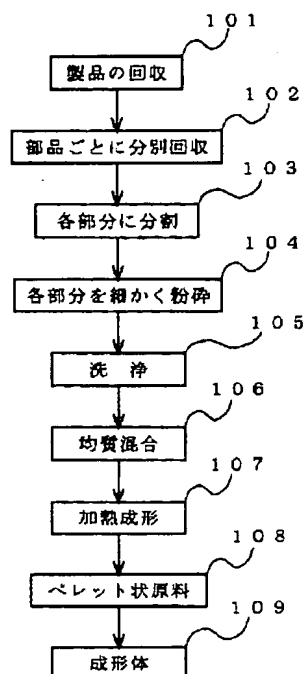 101
製品の回収
102
部品ごとに分別回収
103
各部分に分割
104
各部分を細かく粉砕
105
洗 浄
106
均質混合
107
加熱成形
108
ペレット状原料
109
成形体